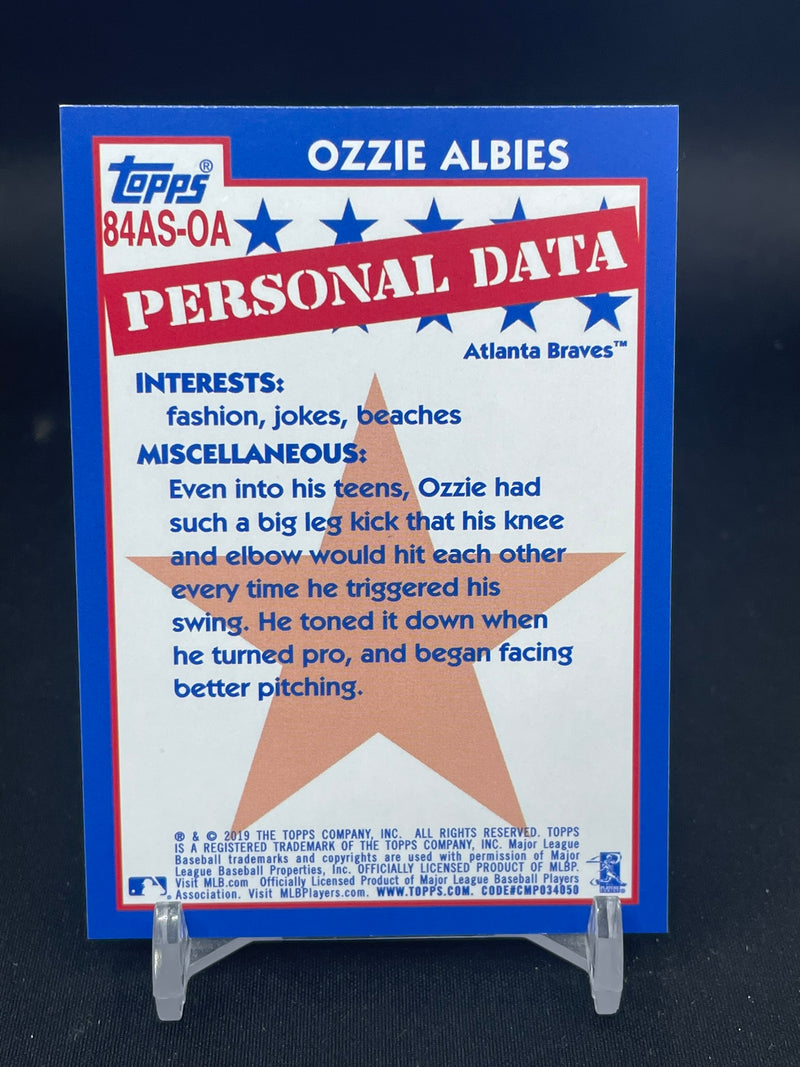 OZZIE ALBIES
Topps®
84AS-OA
PERSONAL DATA
Atlanta Braves™
INTERESTS:
fashion, jokes, beaches
MISCELLANEOUS:
Even into his teens, Ozzie had
such a big leg kick that his knee
and elbow would hit each other
every time he triggered his
swing. He toned it down when
he turned pro, and began facing
better pitching.
® & © 2019 THE TOPPS COMPANY, INC. ALL RIGHTS RESERVED. TOPPS
IS A REGISTERED TRADEMARK OF THE TOPPS COMPANY, INC. Major League
Baseball trademarks and copyrights are used with permission of Major
League Baseball Properties, Inc. OFFICIALLY LICENSED PRODUCT OF MLBP.
Visit MLB.com Officially Licensed Product of Major League Baseball Players
Association. Visit MLBPlayers.com. WWW.TOPPS.COM. CODE#CMP034050